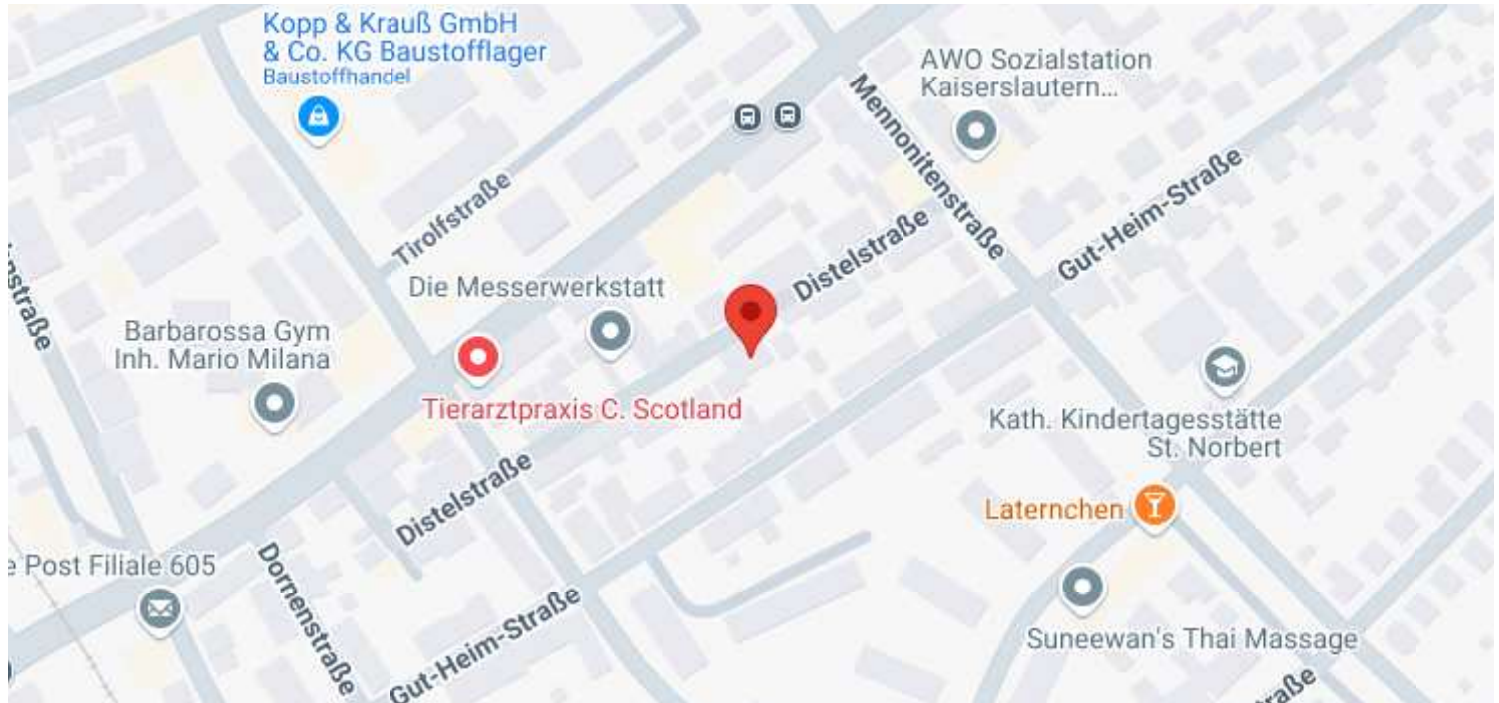 Kopp & Krauß GmbH
& Co. KG Baustofflager
Baustoffhandel
AWO Sozialstation
Kaiserslautern...
Mennonitenstraße
Tirolfstraße
Gut-Heim-Straße
Distelstraße
Die Messerwerkstatt
Barbarossa Gym
Inh. Mario Milana
Tierarztpraxis C. Scotland
Kath. Kindertagesstätte
St. Norbert
Distelstraße
Laternchen
e Post Filiale 605
Dornenstraße
Gut-Heim-Straße
Suneewan's Thai Massage